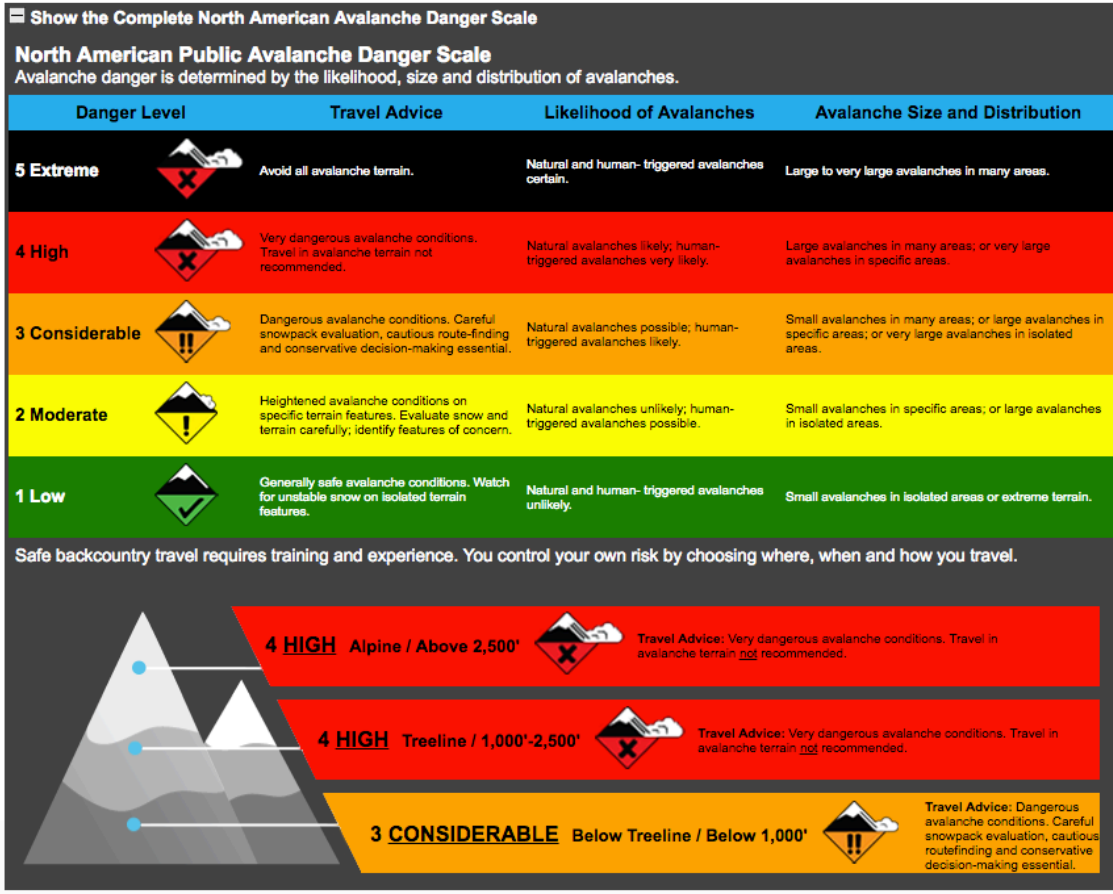 Show the Complete North American Avalanche Danger Scale
North American Public Avalanche Danger Scale
Avalanche danger is determined by the likelihood, size and distribution of avalanches.
Danger Level Travel Advice Likelihood of Avalanches Avalanche Size and Distribution
5 Extreme
Avoid all avalanche terrain.
Natural and human- triggered avalanches
certain.
Large to very large avalanches in many areas.
4 High
Very dangerous avalanche conditions.
Travel in avalanche terrain not
recommended.
Natural avalanches likely; human-
triggered avalanches very likely.
Large avalanches in many areas; or very large
avalanches in specific areas.
3 Considerable
Dangerous avalanche conditions. Careful
snowpack evaluation, cautious route-finding
and conservative decision-making essential.
Natural avalanches possible; human-
triggered avalanches likely.
Small avalanches in many areas; or large avalanches in
specific areas; or very large avalanches in isolated
areas.
2 Moderate
Heightened avalanche conditions on
specific terrain features. Evaluate snow and
terrain carefully; identify features of concern.
Natural avalanches unlikely; human-
triggered avalanches possible.
Small avalanches in specific areas; or large avalanches
in isolated areas.
1 Low
Generally safe avalanche conditions. Watch
for unstable snow on isolated terrain
features.
Natural and human- triggered avalanches
unlikely.
Small avalanches in isolated areas or extreme terrain.
Safe backcountry travel requires training and experience. You control your own risk by choosing where, when and how you travel.
4 HIGH Alpine / Above 2,500'
Travel Advice: Very dangerous avalanche conditions. Travel in
avalanche terrain not recommended.
4 HIGH Treeline / 1,000'-2,500'
Travel Advice: Very dangerous avalanche conditions. Travel in
avalanche terrain not recommended.
3 CONSIDERABLE Below Treeline / Below 1,000'
Travel Advice: Dangerous
avalanche conditions. Careful
snowpack evaluation, cautious
routefinding and conservative
decision-making essential.